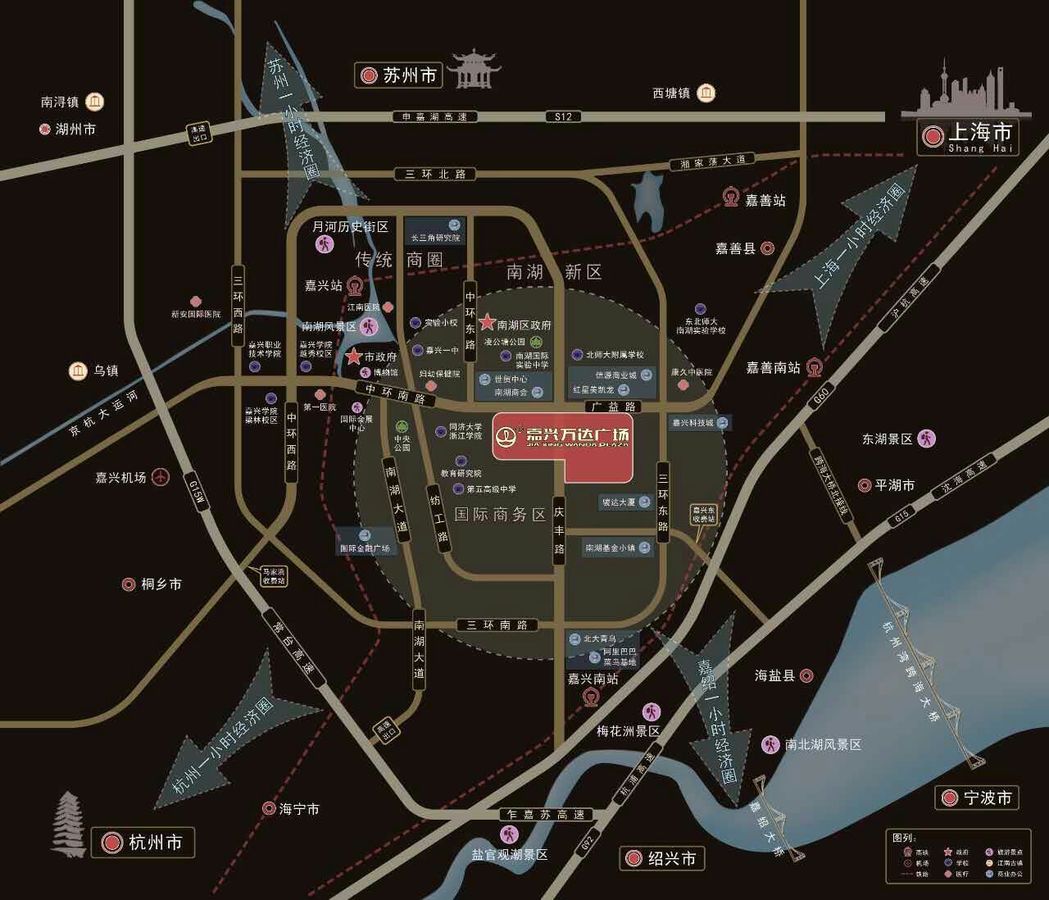 苏州市
南浔镇
湖州市
西塘镇
上海市
Shang Hai
高速
出口
申嘉湖高速
S12
苏州一小时经济圈
三环北路
湘家荡大道
嘉善站
上海一小时经济圈
月河历史街区
长三角研究院
嘉善县
传统商圈
南湖新区
嘉兴站
三环西路
新安国际医院
江南医院
中环东路
沪杭高速
南湖风景区
实验小校
南湖区政府
东北师大
南湖实验学校
凌公塘公园
嘉兴职业
技术学院
嘉兴学院
越秀校区
市政府
嘉兴一中
南湖国际
实验中学
北师大附属学校
乌镇
博物馆
妇幼保健院
世贸中心
南湖商会
佳源商业城
红星美凯龙
康久中医院
嘉善南站
G60
京杭大运河
嘉兴学院
梁林校区
第一医院
国际会展
中心
中环南路
广益路
中环西路
中央
公园
同济大学
浙江学院
嘉兴万达广场
JIA XING WANDA PLAZA
嘉兴科技城
东湖景区
嘉兴机场
G15W
南湖大道
教育研究院
第五高级中学
纺工路
国际商务区
庆丰路
骏达大厦
三环东路
嘉兴东
收费站
跨海大桥北接线
平湖市
沈海高速
G15
国际金融广场
南湖基金小镇
桐乡市
三环南路
南湖大道
常台高速
北大青鸟
阿里巴巴
菜鸟基地
嘉兴南站
嘉绍一小时经济圈
海盐县
杭州湾跨海大桥
杭州一小时经济圈
高速
出口
梅花洲景区
南北湖风景区
杭浦高速
海宁市
乍嘉苏高速
G92
嘉绍大桥
宁波市
杭州市
盐官观潮景区
绍兴市
图例:
高铁
政府
旅游景点
机场
学校
江南古镇
铁路
医疗
商业办公